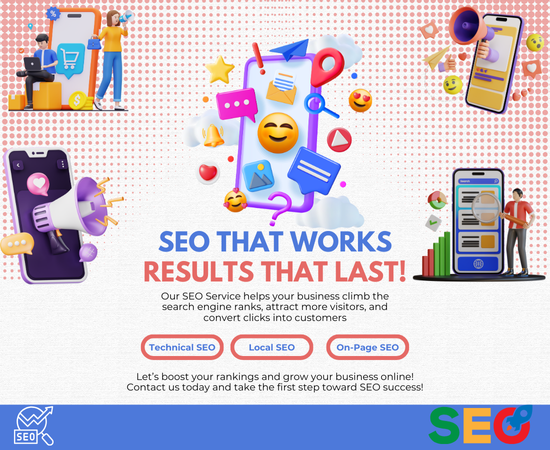 SEO THAT WORKS
RESULTS THAT LAST!
Our SEO Service helps your business climb the
search engine ranks, attract more visitors, and
convert clicks into customers
Technical SEO
Local SEO
On-Page SEO
Let's boost your rankings and grow your business online!
Contact us today and take the first step toward SEO success!
SEO
SEO